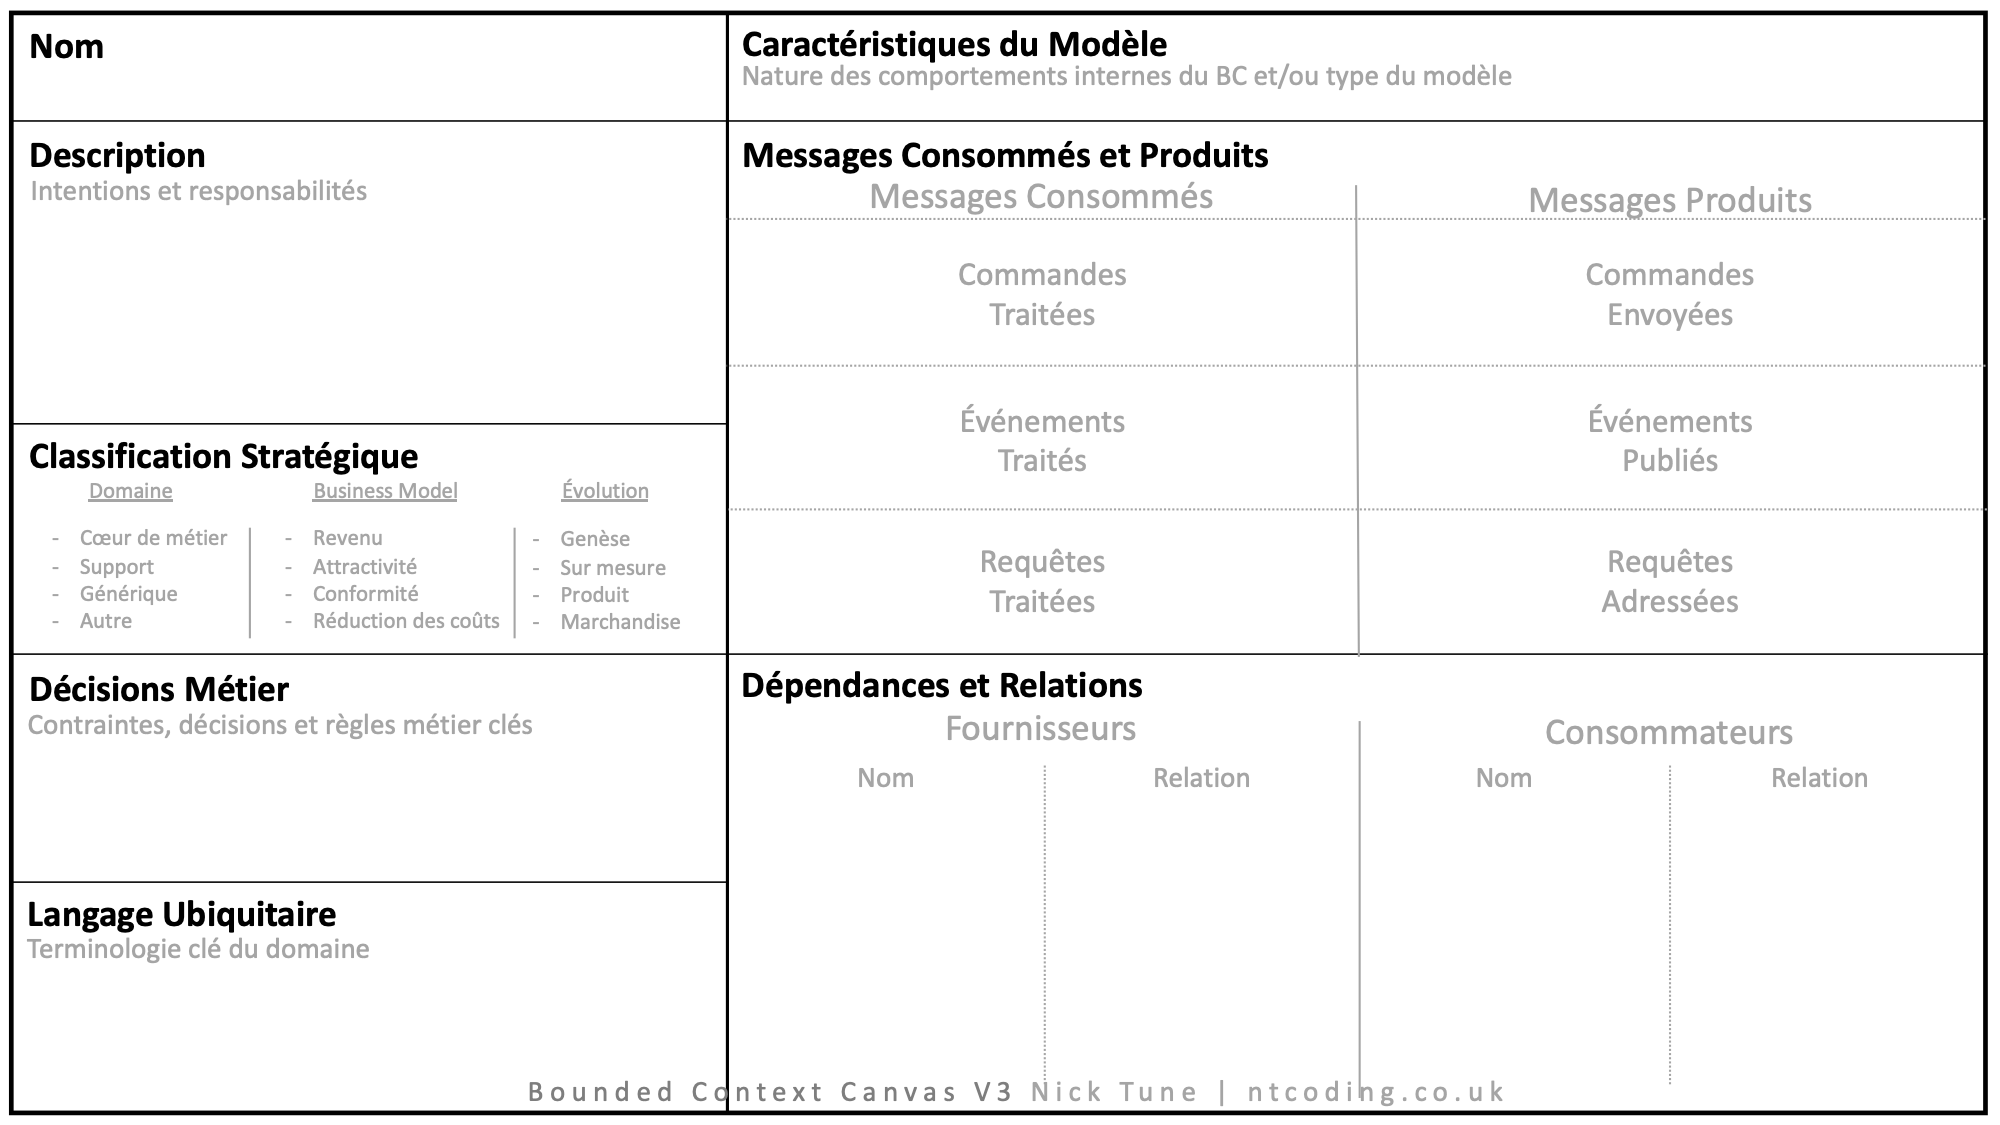 Nom
Description
Intentions et responsabilités
Classification Stratégique
Domaine
- Cœur de métier
- Support
- Générique
- Autre
Business Model
- Revenu
- Attractivité
- Conformité
- Réduction des coûts
Évolution
- Genèse
- Sur mesure
- Produit
- Marchandise
Décisions Métier
Contraintes, décisions et règles métier clés
Langage Ubiquitaire
Terminologie clé du domaine
Caractéristiques du Modèle
Nature des comportements internes du BC et/ou type du modèle
Messages Consommés et Produits
Messages Consommés
Commandes
Traitées
Événements
Traités
Requêtes
Traitées
Messages Produits
Commandes
Envoyées
Événements
Publiés
Requêtes
Adressées
Dépendances et Relations
Fournisseurs
Nom
Relation
Consommateurs
Nom
Relation
Bounded Context Canvas V3 Nick Tune | ntcoding.co.uk